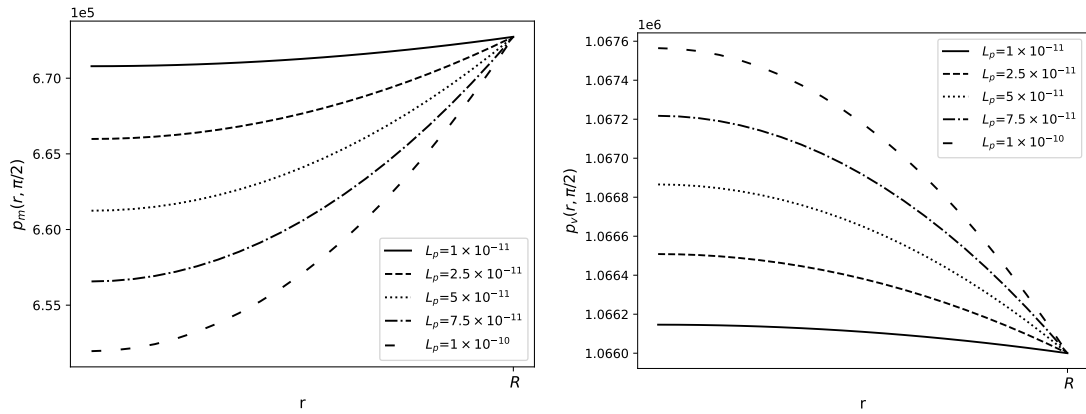 1e5
6.70
6.65
6.60
6.55
p_m(r, π/2)
L_p=1 × 10⁻¹¹
L_p=2.5 × 10⁻¹¹
L_p=5 × 10⁻¹¹
L_p=7.5 × 10⁻¹¹
L_p=1 × 10⁻¹⁰
R
r
1e6
1.0676
1.0674
1.0672
1.0670
1.0668
1.0666
1.0664
1.0662
1.0660
p_v(r, π/2)
L_p=1 × 10⁻¹¹
L_p=2.5 × 10⁻¹¹
L_p=5 × 10⁻¹¹
L_p=7.5 × 10⁻¹¹
L_p=1 × 10⁻¹⁰
R
r